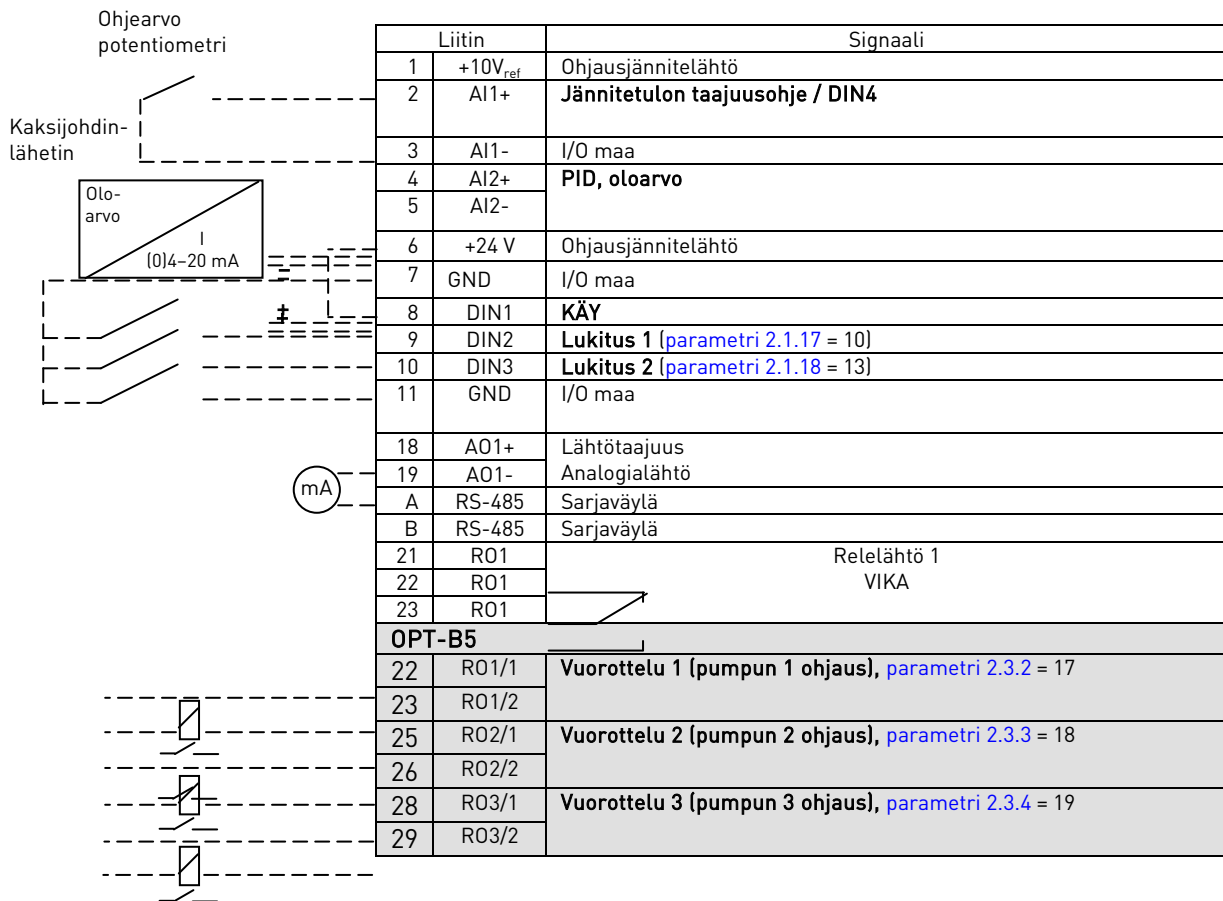 Ohjearvo
potentiometri
Kaksijohdin-
lähetin
Olo-
arvo
I
(0)4–20 mA
mA
Liitin Signaali
1 +10Vref Ohjausjännitelähtö
2 AI1+ Jännitetulon taajuusohje / DIN4
3 AI1- I/O maa
4 AI2+ PID, oloarvo
5 AI2-
6 +24 V Ohjausjännitelähtö
7 GND I/O maa
8 DIN1 KÄY
9 DIN2 Lukitus 1 (parametri 2.1.17 = 10)
10 DIN3 Lukitus 2 (parametri 2.1.18 = 13)
11 GND I/O maa
18 AO1+ Lähtötaajuus
19 AO1- Analogialähtö
A RS-485 Sarjaväylä
B RS-485 Sarjaväylä
21 RO1 Relelähtö 1
22 RO1 VIKA
23 RO1
OPT-B5
22 RO1/1 Vuorottelu 1 (pumpun 1 ohjaus), parametri 2.3.2 = 17
23 RO1/2
25 RO2/1 Vuorottelu 2 (pumpun 2 ohjaus), parametri 2.3.3 = 18
26 RO2/2
28 RO3/1 Vuorottelu 3 (pumpun 3 ohjaus), parametri 2.3.4 = 19
29 RO3/2